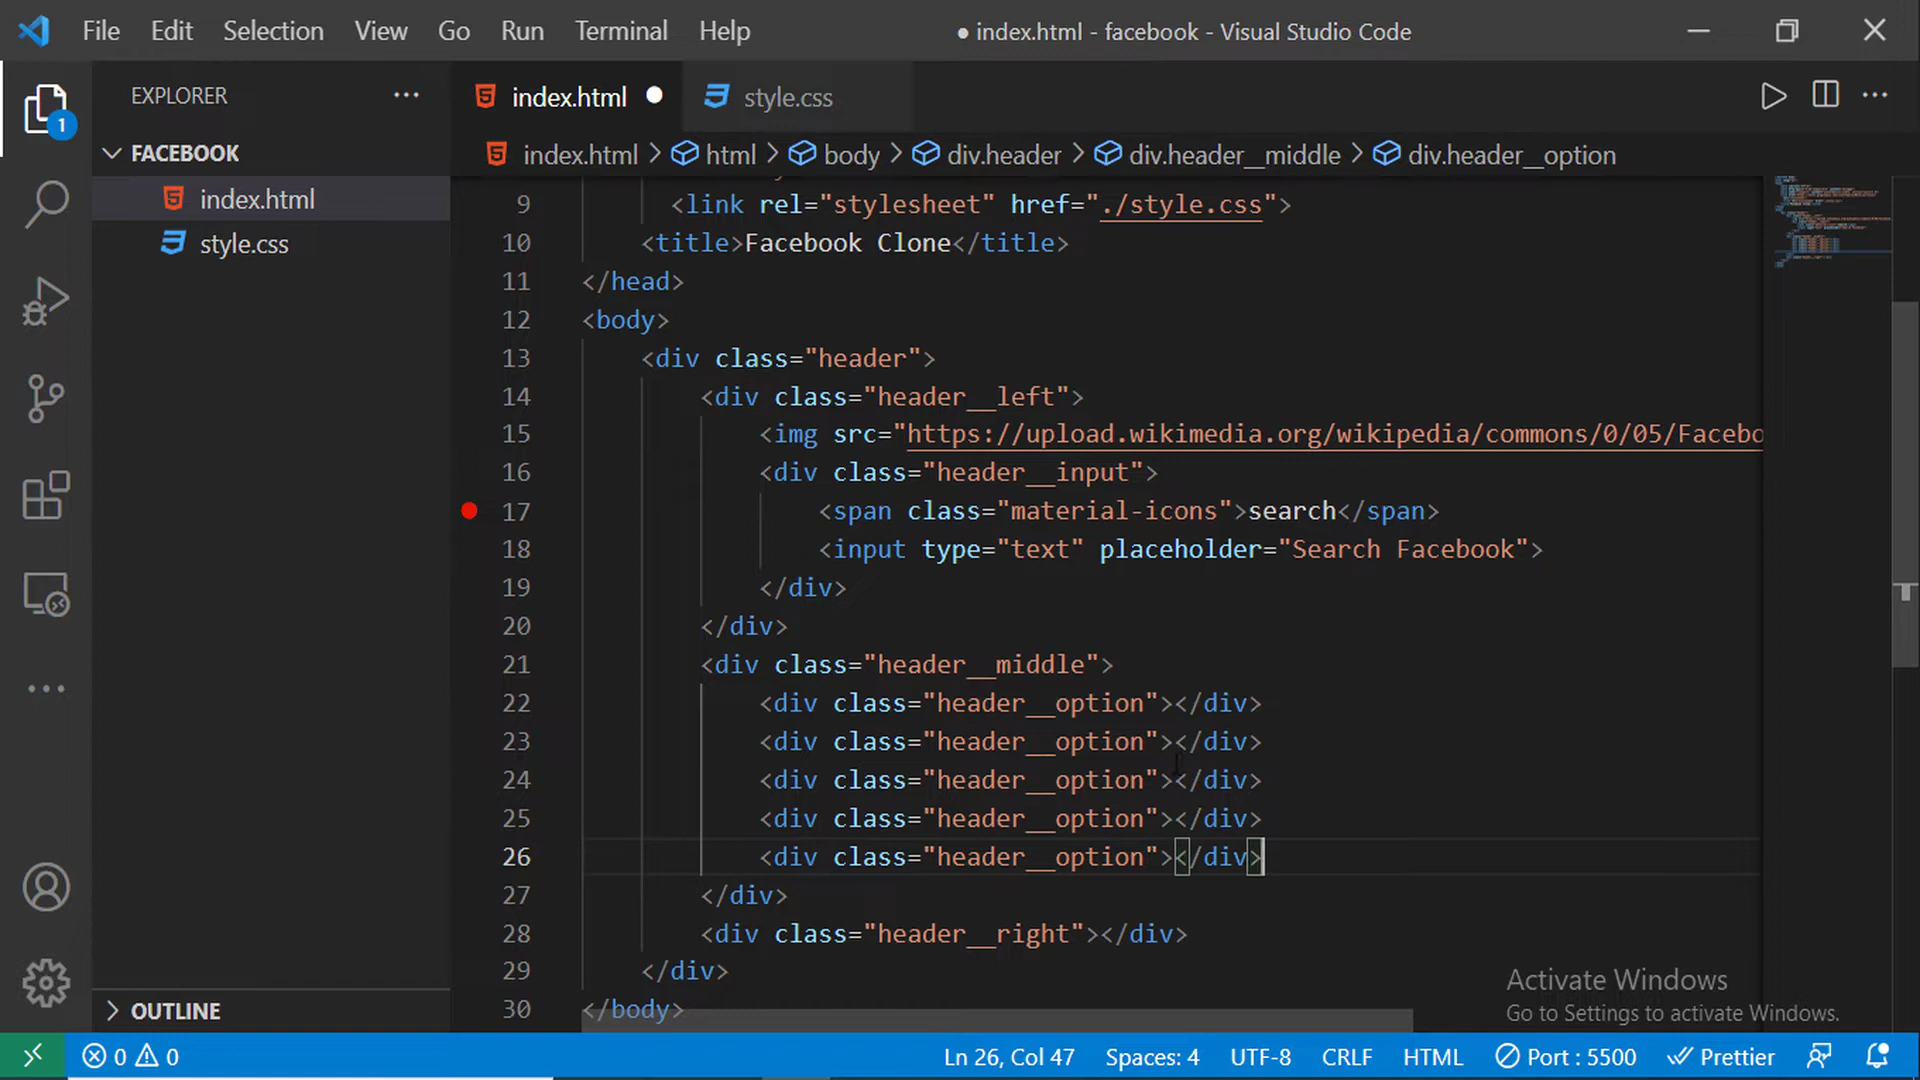 File Edit Selection View Go Run Terminal Help
● index.html - facebook - Visual Studio Code
EXPLORER
index.html
style.css
FACEBOOK
index.html > html > body > div.header > div.header__middle > div.header__option
1
index.html
style.css
9 <link rel="stylesheet" href="./style.css">
10 <title>Facebook Clone</title>
11 </head>
12 <body>
13 <div class="header">
14 <div class="header__left">
15 <img src="https://upload.wikimedia.org/wikipedia/commons/0/05/Facebo
16 <div class="header__input">
17 <span class="material-icons">search</span>
18 <input type="text" placeholder="Search Facebook">
19 </div>
20 </div>
21 <div class="header__middle">
22 <div class="header__option"></div>
23 <div class="header__option"></div>
24 <div class="header__option"></div>
25 <div class="header__option"></div>
26 <div class="header__option"></div>
27 </div>
28 <div class="header__right"></div>
29 </div>
30 </body>
OUTLINE
Activate Windows
Go to Settings to activate Windows.
0 0
Ln 26, Col 47 Spaces: 4 UTF-8 CRLF HTML Port : 5500 Prettier